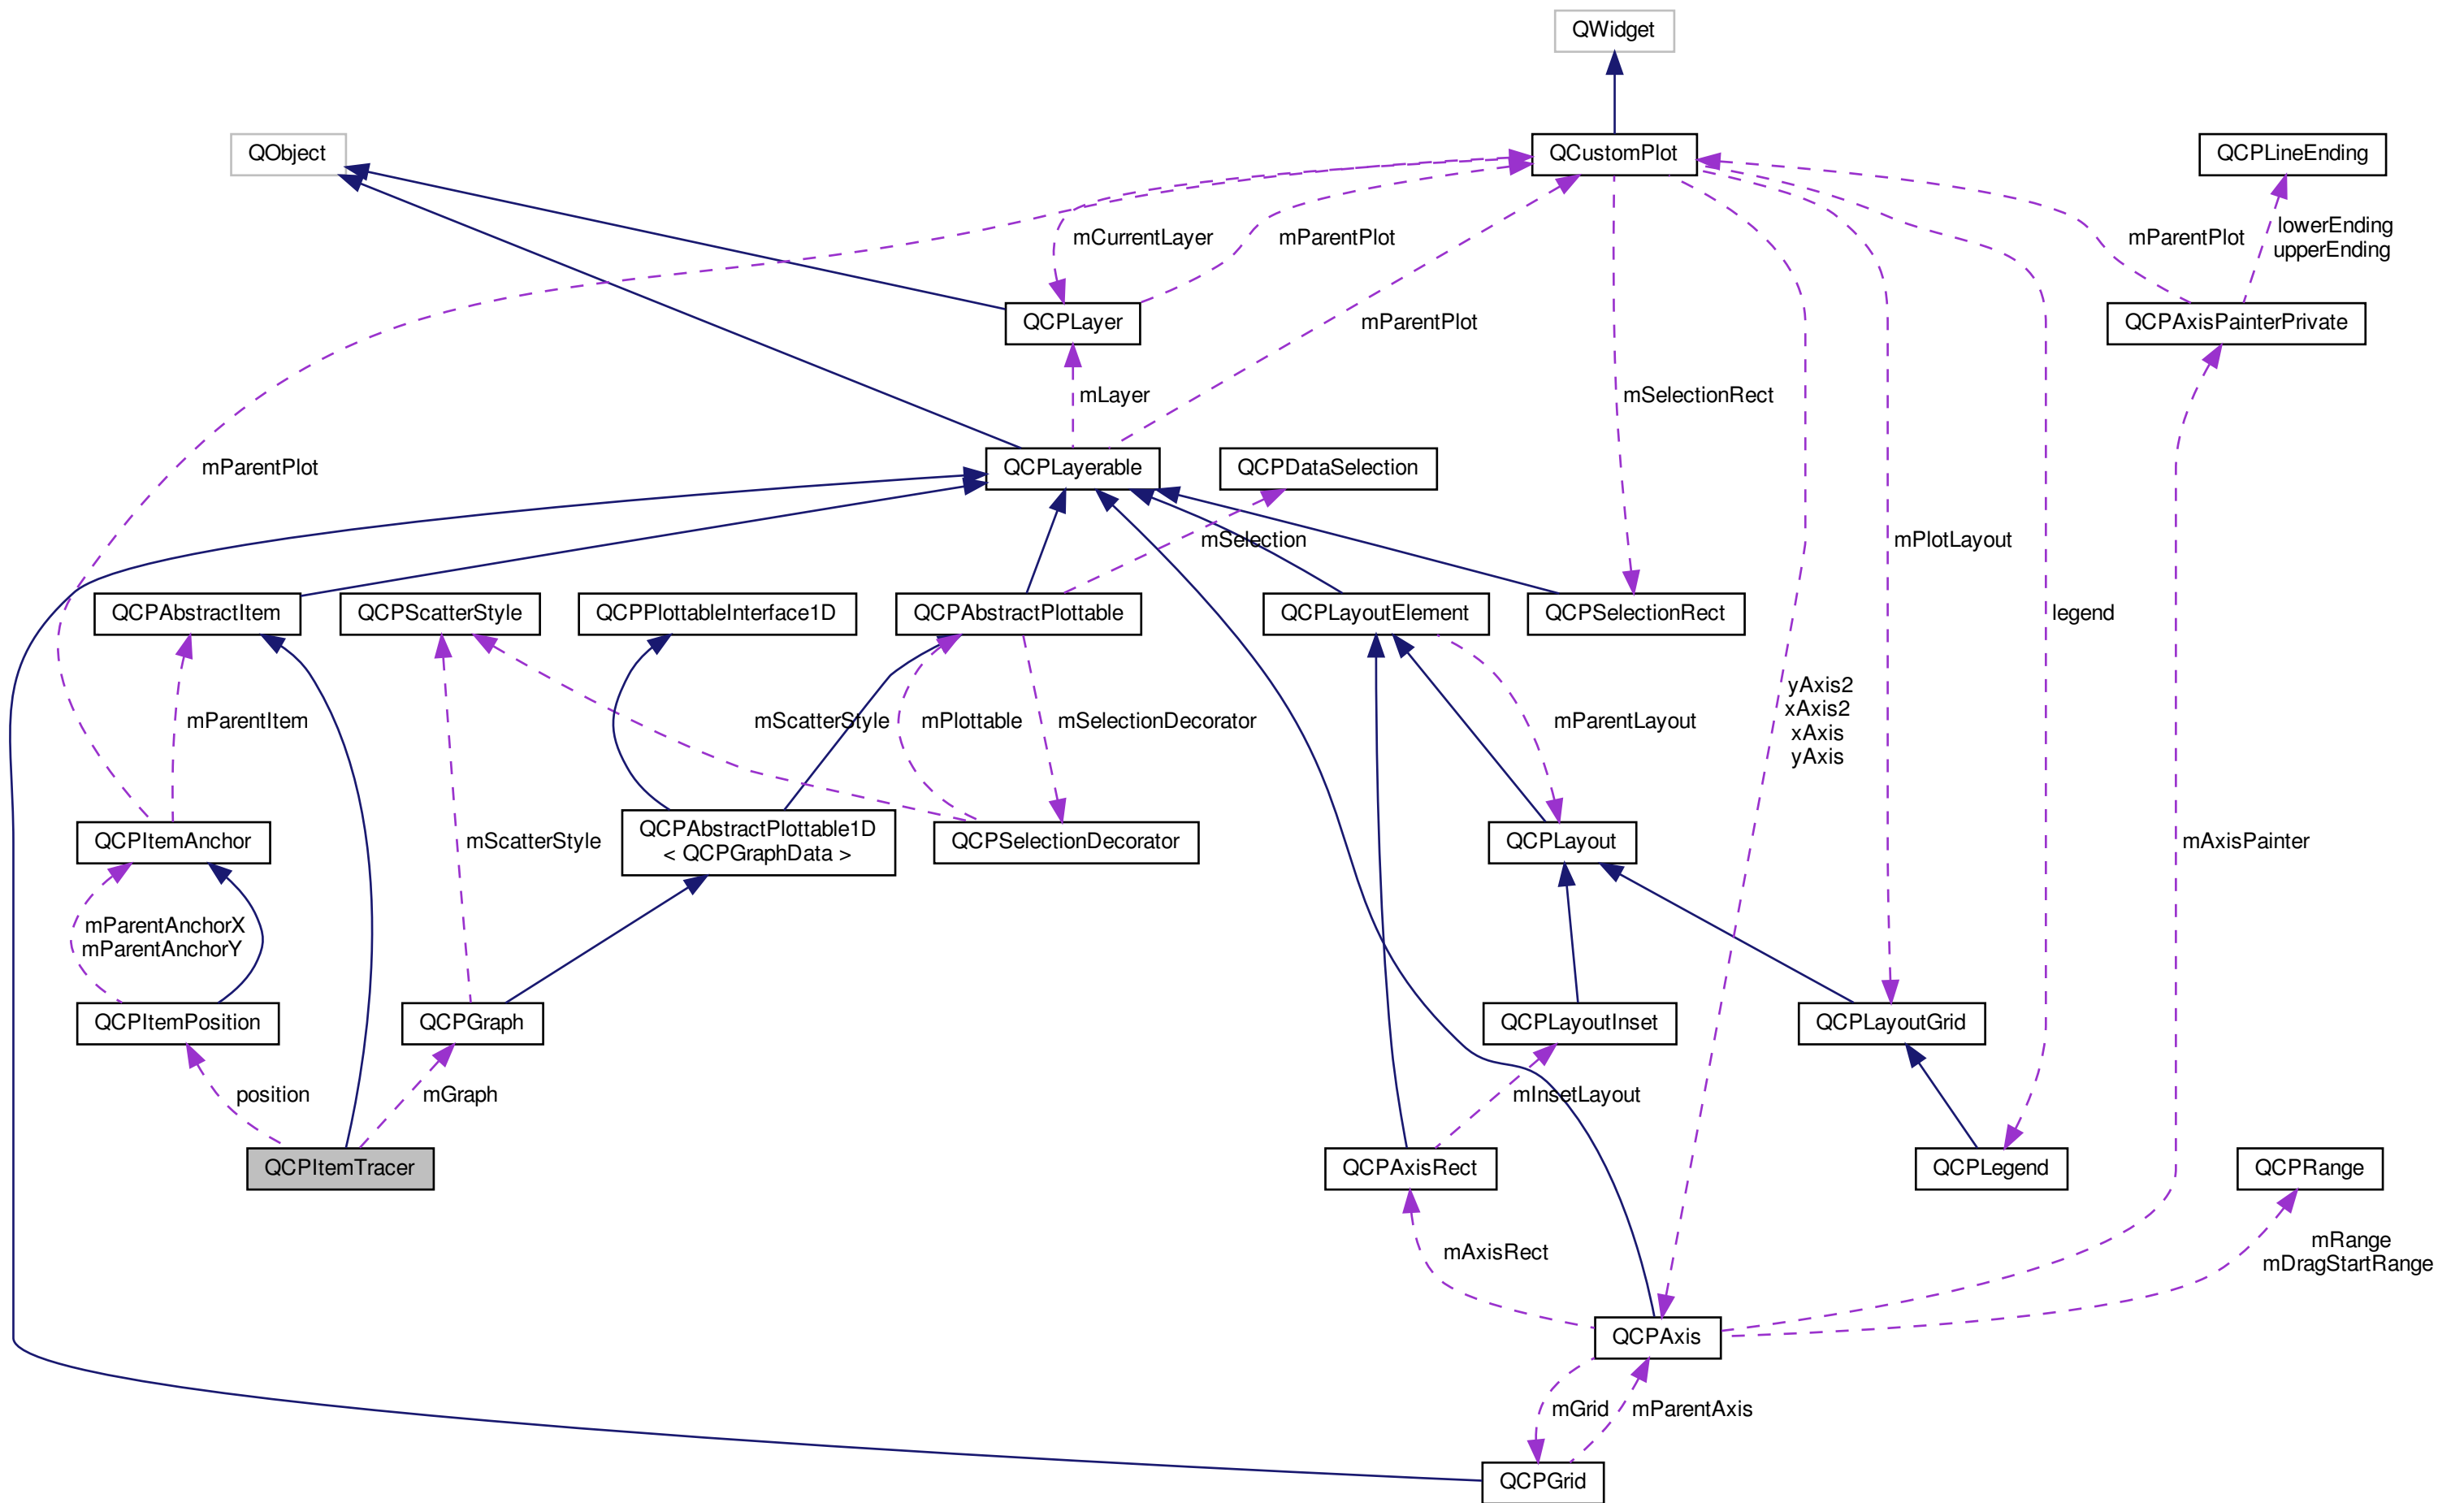 QWidget
QObject
QCustomPlot
QCPLineEnding
mCurrentLayer
mParentPlot
mParentPlot
lowerEnding
upperEnding
QCPLayer
mParentPlot
QCPAxisPainterPrivate
mLayer
mSelectionRect
mParentPlot
QCPLayerable
QCPDataSelection
mSelection
mPlotLayout
QCPAbstractItem
QCPScatterStyle
QCPPlottableInterface1D
QCPAbstractPlottable
QCPLayoutElement
QCPSelectionRect
legend
yAxis2
xAxis2
xAxis
yAxis
mParentItem
mScatterStyle
mPlottable
mSelectionDecorator
mParentLayout
QCPItemAnchor
mScatterStyle
QCPAbstractPlottable1D
< QCPGraphData >
QCPSelectionDecorator
QCPLayout
mAxisPainter
mParentAnchorX
mParentAnchorY
QCPItemPosition
QCPGraph
QCPLayoutInset
QCPLayoutGrid
position
mGraph
mInsetLayout
QCPItemTracer
QCPAxisRect
QCPLegend
QCPRange
mAxisRect
mRange
mDragStartRange
QCPAxis
mGrid
mParentAxis
QCPGrid